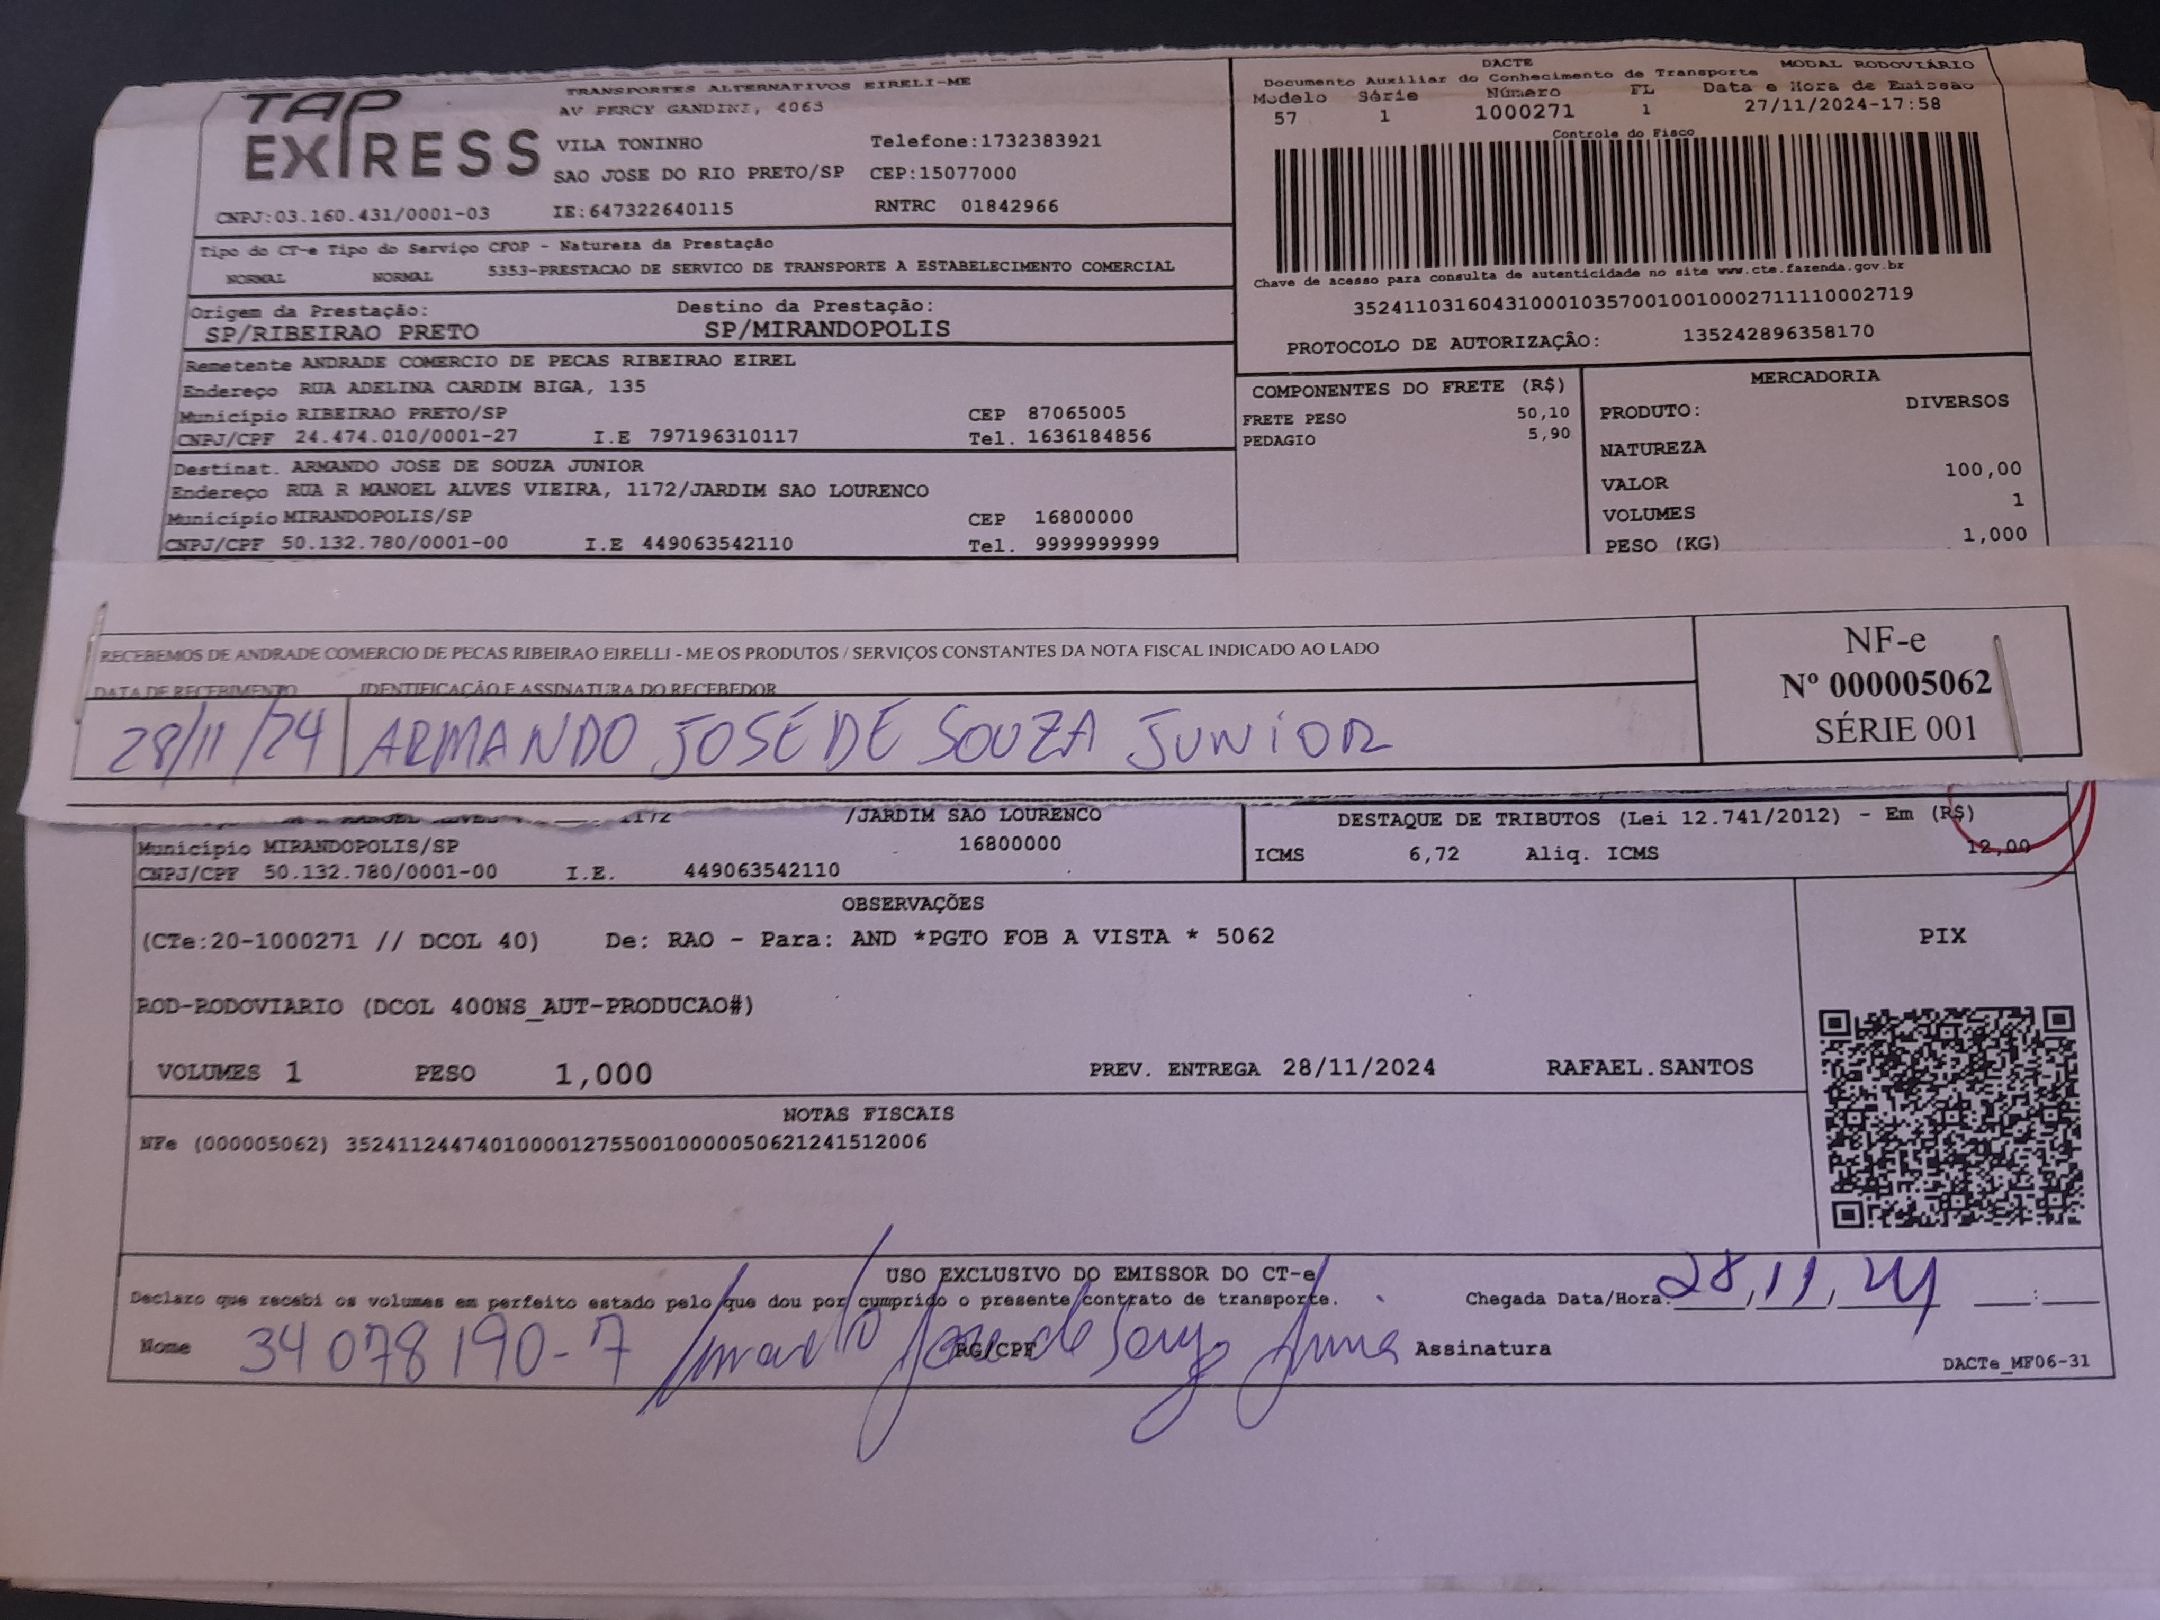 TAP EXPRESS
TRANSPORTES ALTERNATIVOS EIRELI-ME
AV PERCY GANDINI, 4065
VILA TONINHO Telefone:1732383921
SAO JOSE DO RIO PRETO/SP CEP:15077000
CNPJ:03.160.431/0001-03 IE:647322640115 RNTRC 01842966
DACTE MODAL RODOVIÁRIO
Documento Auxiliar do Conhecimento de Transporte
Modelo Série Número FL Data e Hora de Emissão
57 1 1000271 1 27/11/2024-17:58
Controle do Fisco
Chave de acesso para consulta de autenticidade no site www.cte.fazenda.gov.br
35241103160431000103570010010002711110002719
PROTOCOLO DE AUTORIZAÇÂO: 135242896358170
Tipo do CT-e Tipo do Serviço CFOP - Natureza da Prestação
NORMAL NORMAL 5353-PRESTACAO DE SERVICO DE TRANSPORTE A ESTABELECIMENTO COMERCIAL
Origem da Prestação: Destino da Prestação:
SP/RIBEIRAO PRETO SP/MIRANDOPOLIS
Remetente ANDRADE COMERCIO DE PECAS RIBEIRAO EIREL
Endereço RUA ADELINA CARDIM BIGA, 135
Município RIBEIRAO PRETO/SP CEP 87065005
CNPJ/CPF 24.474.010/0001-27 I.E 797196310117 Tel. 1636184856
Destinat. ARMANDO JOSE DE SOUZA JUNIOR
Endereço RUA R MANOEL ALVES VIEIRA, 1172/JARDIM SAO LOURENCO
Município MIRANDOPOLIS/SP CEP 16800000
CNPJ/CPF 50.132.780/0001-00 I.E 449063542110 Tel. 9999999999
COMPONENTES DO FRETE (R$)
FRETE PESO 50,10
PEDAGIO 5,90
MERCADORIA
PRODUTO: DIVERSOS
NATUREZA
VALOR 100,00
VOLUMES 1
PESO (KG) 1,000
RECEBEMOS DE ANDRADE COMERCIO DE PECAS RIBEIRAO EIRELLI - ME OS PRODUTOS / SERVIÇOS CONSTANTES DA NOTA FISCAL INDICADO AO LADO
DATA DE RECEBIMENTO IDENTIFICAÇÃO E ASSINATURA DO RECEBEDOR
28/11/24 ARMANDO JOSÉ DE SOUZA JUNIOR
NF-e
Nº 000005062
SÉRIE 001
1172 /JARDIM SAO LOURENCO
Município MIRANDOPOLIS/SP 16800000
CNPJ/CPF 50.132.780/0001-00 I.E. 449063542110
DESTAQUE DE TRIBUTOS (Lei 12.741/2012) - Em (R$)
ICMS 6,72 Aliq. ICMS 12,00
OBSERVAÇÕES
(CTe:20-1000271 // DCOL 40) De: RAO - Para: AND *PGTO FOB A VISTA * 5062
ROD-RODOVIARIO (DCOL 400NS_AUT-PRODUCAO#)
VOLUMES 1 PESO 1,000 PREV. ENTREGA 28/11/2024 RAFAEL.SANTOS
PIX
NOTAS FISCAIS
NFe (000005062) 35241124474010000127550010000050621241512006
USO EXCLUSIVO DO EMISSOR DO CT-e
Declaro que recebi os volumes em perfeito estado pelo que dou por cumprido o presente contrato de transporte. Chegada Data/Hora: 28/11/24 :
Nome 34078190-7 Armando Jose de Souza Junior RG/CPF Assinatura
DACTe_MF06-31